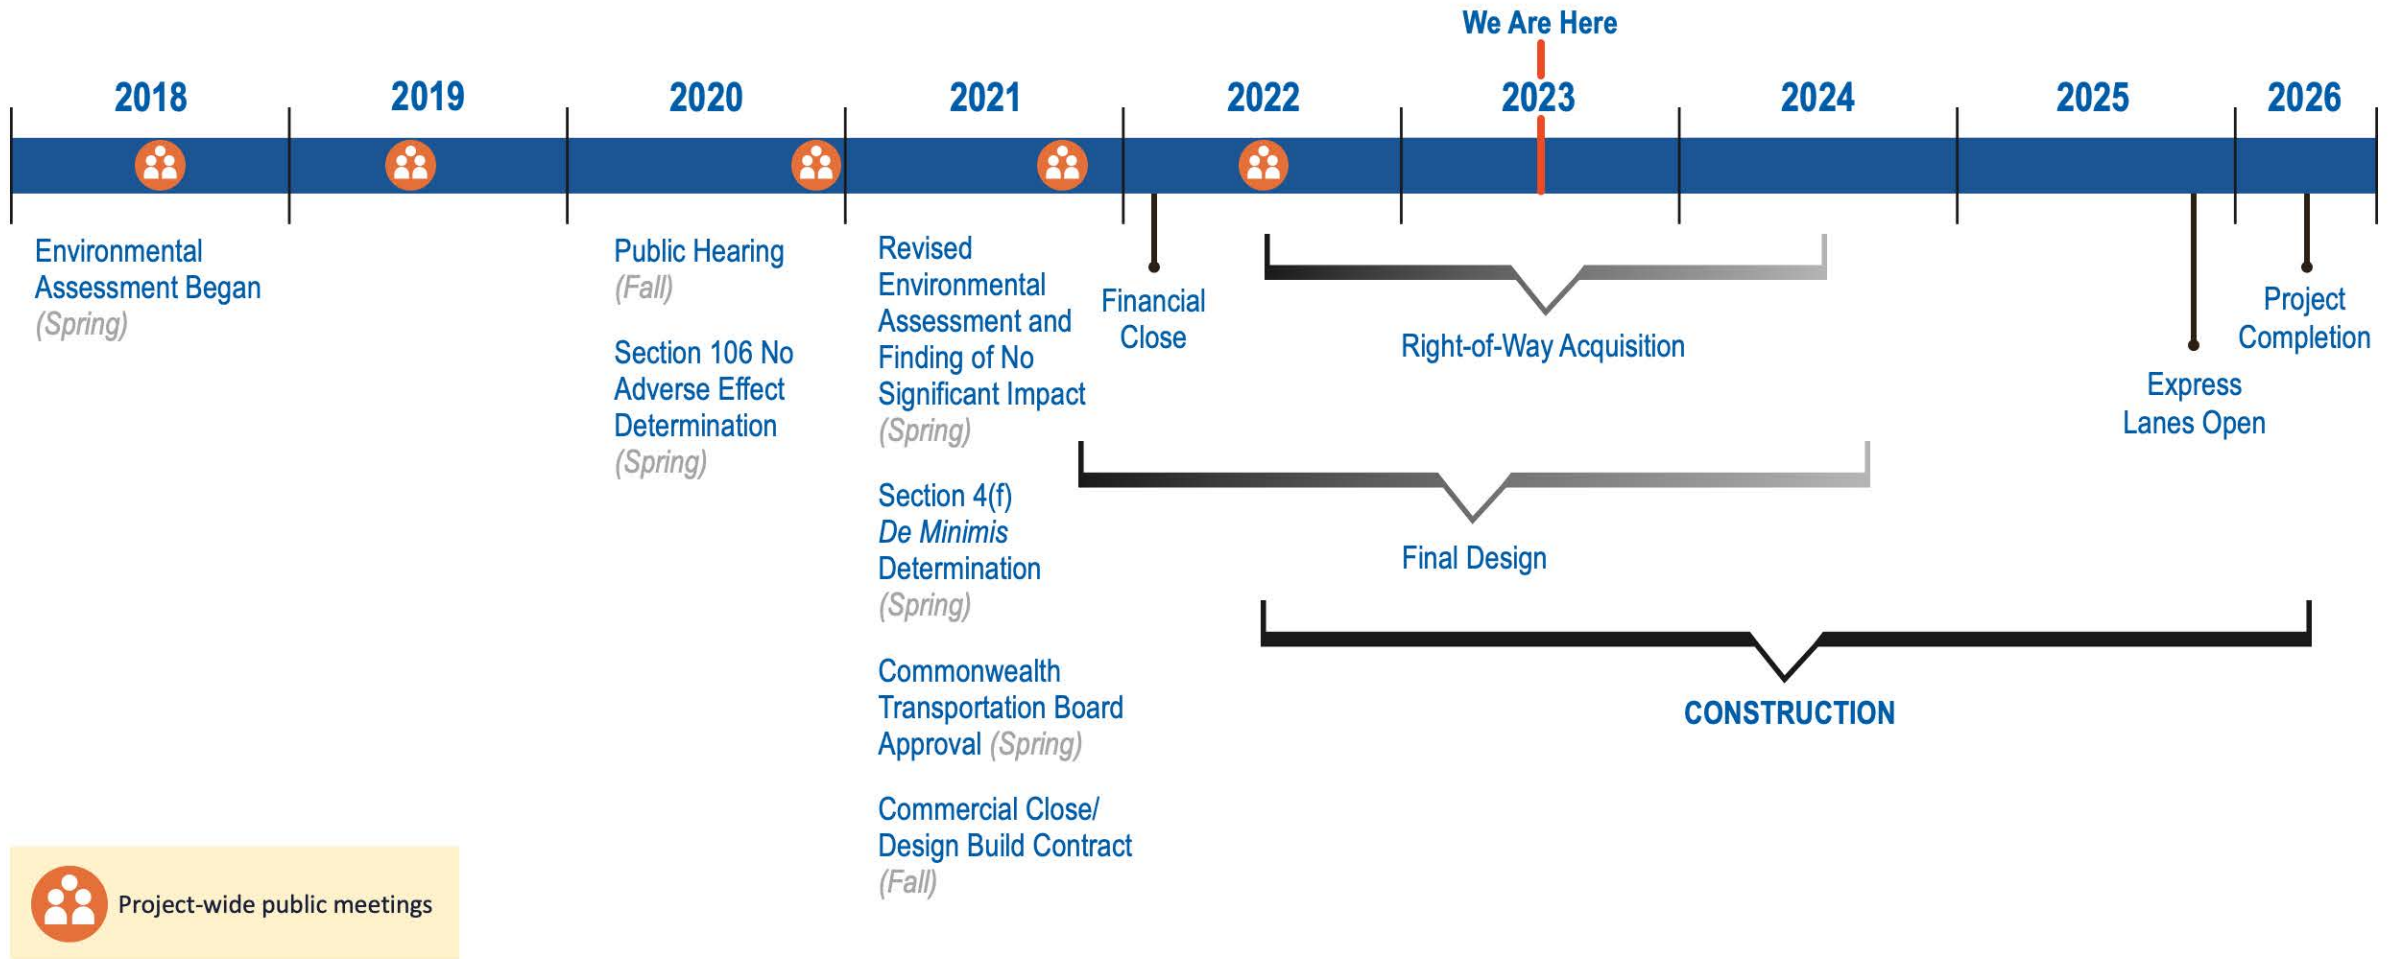 We Are Here
2018
2019
2020
2021
2022
2023
2024
2025
2026
Environmental
Assessment Began
(Spring)
Public Hearing
(Fall)
Section 106 No
Adverse Effect
Determination
(Spring)
Revised
Environmental
Assessment and
Finding of No
Significant Impact
(Spring)
Section 4(f)
De Minimis
Determination
(Spring)
Commonwealth
Transportation Board
Approval (Spring)
Commercial Close/
Design Build Contract
(Fall)
Financial
Close
Right-of-Way Acquisition
Final Design
CONSTRUCTION
Express
Lanes Open
Project
Completion
Project-wide public meetings